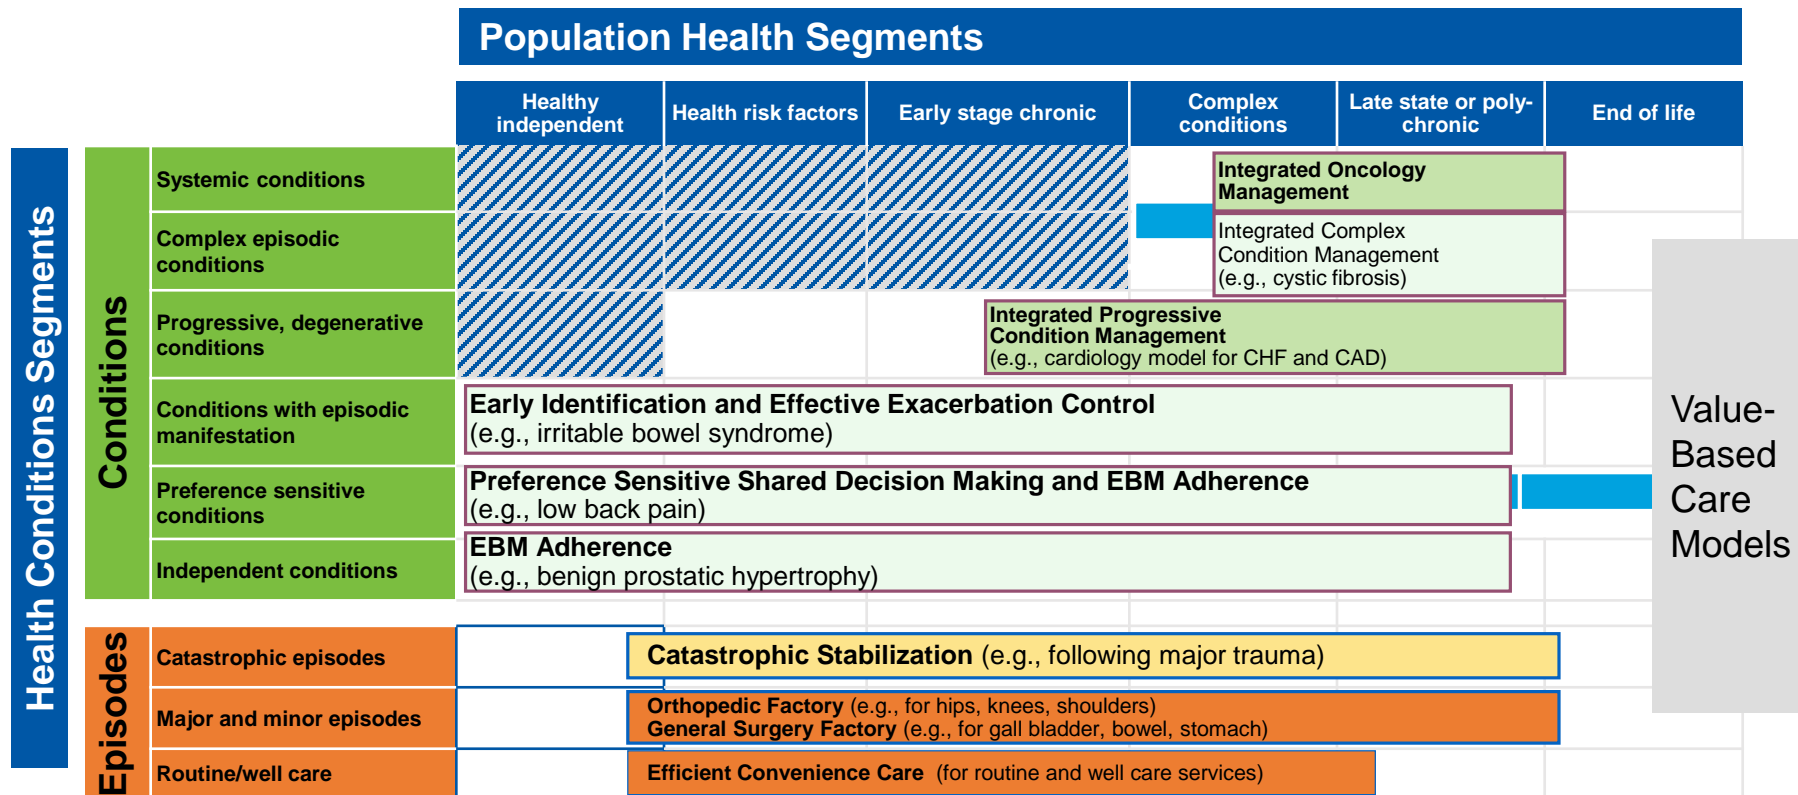 Population Health Segments
Healthy
independent
Health risk factors
Early stage chronic
Complex
conditions
Late state or poly-
chronic
End of life
Health Conditions Segments
Conditions
Systemic conditions
Integrated Oncology
Management
Complex episodic
conditions
Integrated Complex
Condition Management
(e.g., cystic fibrosis)
Progressive, degenerative
conditions
Integrated Progressive
Condition Management
(e.g., cardiology model for CHF and CAD)
Conditions with episodic
manifestation
Early Identification and Effective Exacerbation Control
(e.g., irritable bowel syndrome)
Preference sensitive
conditions
Preference Sensitive Shared Decision Making and EBM Adherence
(e.g., low back pain)
Independent conditions
EBM Adherence
(e.g., benign prostatic hypertrophy)
Value-
Based
Care
Models
Episodes
Catastrophic episodes
Catastrophic Stabilization (e.g., following major trauma)
Major and minor episodes
Orthopedic Factory (e.g., for hips, knees, shoulders)
General Surgery Factory (e.g., for gall bladder, bowel, stomach)
Routine/well care
Efficient Convenience Care (for routine and well care services)